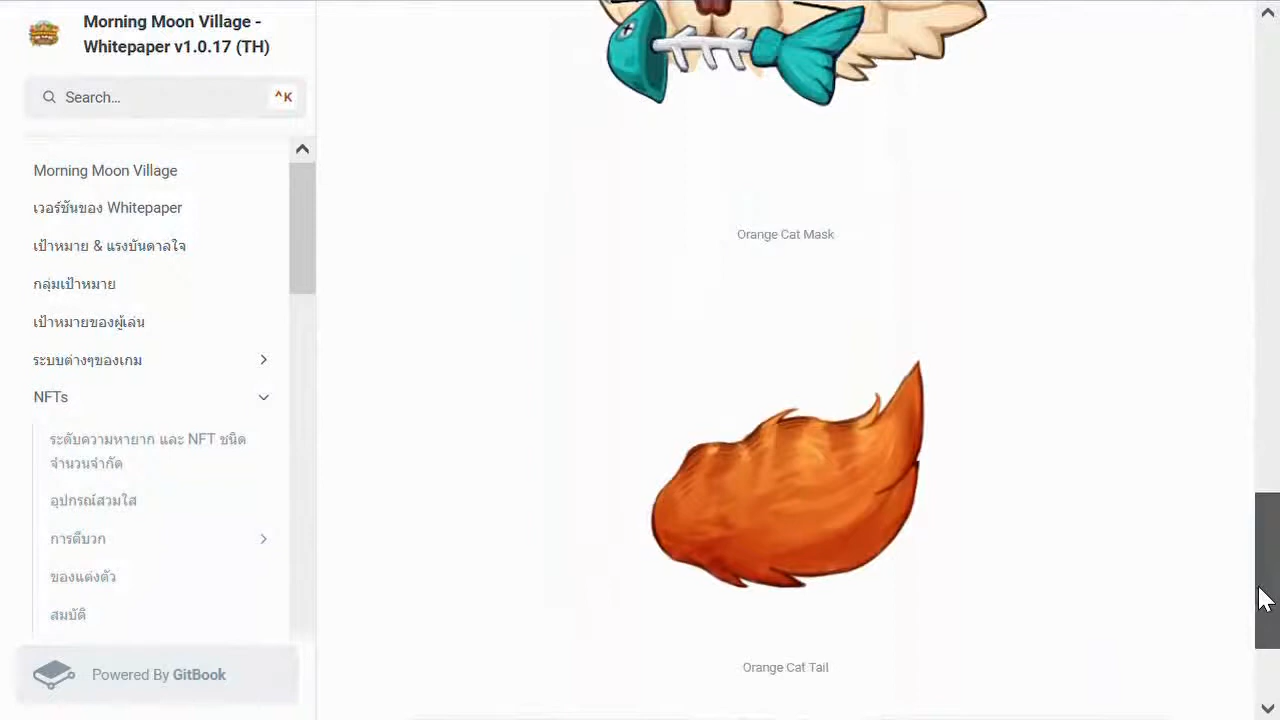 Morning Moon Village -
Whitepaper v1.0.17 (TH)
Search...
^K
Morning Moon Village
เวอร์ชันของ Whitepaper
เป้าหมาย & แรงบันดาลใจ
กลุ่มเป้าหมาย
เป้าหมายของผู้เล่น
ระบบต่างๆของเกม
NFTs
ระดับความหายาก และ NFT ชนิด
จำนวนจำกัด
อุปกรณ์สวมใส่
การตีบวก
ของแต่งตัว
สมบัติ
Powered By GitBook
Orange Cat Mask
Orange Cat Tail